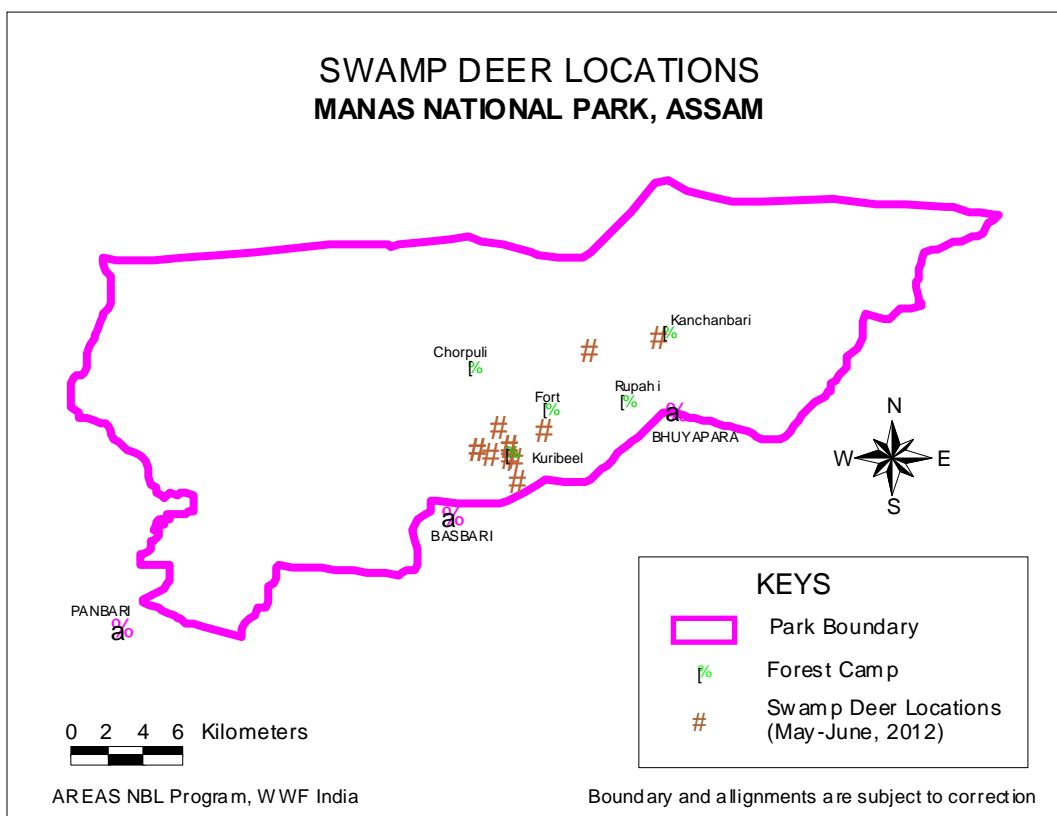 SWAMP DEER LOCATIONS
MANAS NATIONAL PARK, ASSAM
Kanchanbari
Chorpuli
Fort
Rupahi
BHUYAPARA
Kuribeel
BASBARI
PANBARI
N
W E
S
KEYS
Park Boundary
Forest Camp
Swamp Deer Locations
(May-June, 2012)
0 2 4 6 Kilometers
AREAS NBL Program, WWF India
Boundary and allignments are subject to correction